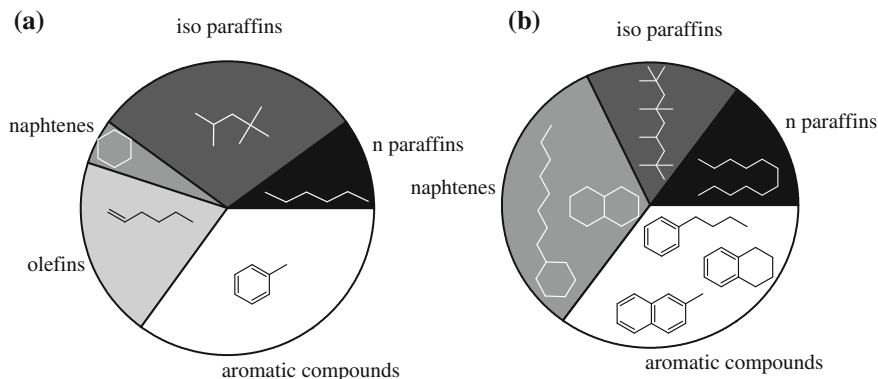 (a)
iso paraffins
naphtenes
n paraffins
olefins
aromatic compounds
(b)
iso paraffins
n paraffins
naphtenes
aromatic compounds